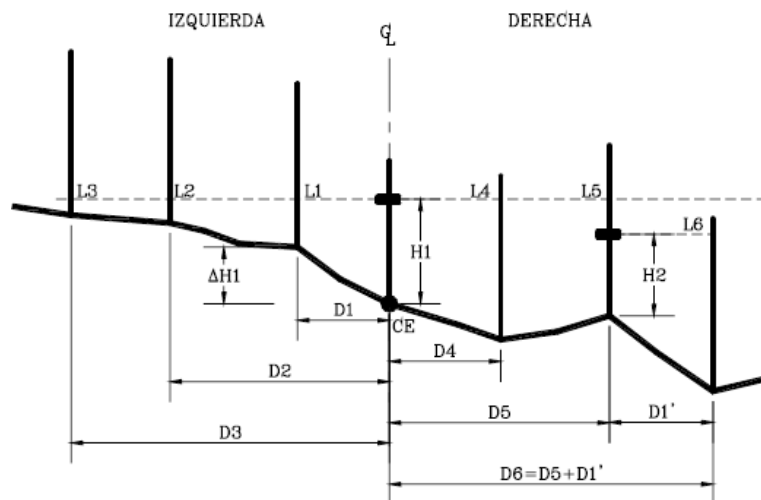 IZQUIERDA
℄
DERECHA
L3
L2
L1
L4
L5
L6
H1
ΔH1
H2
D1
CE
D4
D2
D5
D1'
D3
D6=D5+D1'